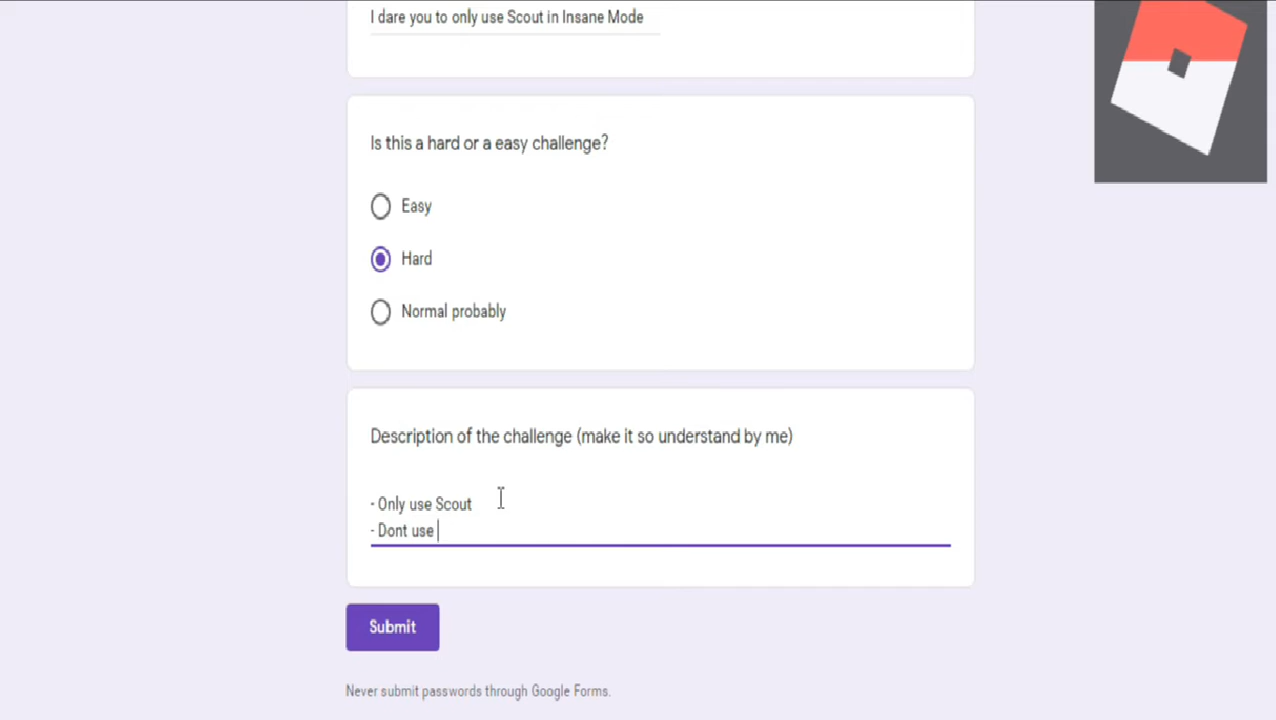 I dare you to only use Scout in Insane Mode
Is this a hard or a easy challenge?
Easy
Hard
Normal probably
Description of the challenge (make it so understand by me)
- Only use Scout
- Dont use
Submit
Never submit passwords through Google Forms.